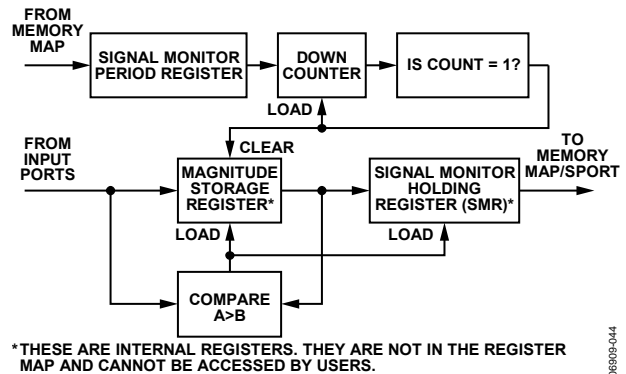 FROM
MEMORY
MAP
SIGNAL MONITOR
PERIOD REGISTER
DOWN
COUNTER
IS COUNT = 1?
LOAD
CLEAR
FROM
INPUT
PORTS
MAGNITUDE
STORAGE
REGISTER*
SIGNAL MONITOR
HOLDING
REGISTER (SMR)*
TO
MEMORY
MAP/SPORT
LOAD
LOAD
COMPARE
A>B
*THESE ARE INTERNAL REGISTERS. THEY ARE NOT IN THE REGISTER
MAP AND CANNOT BE ACCESSED BY USERS.
06909-044